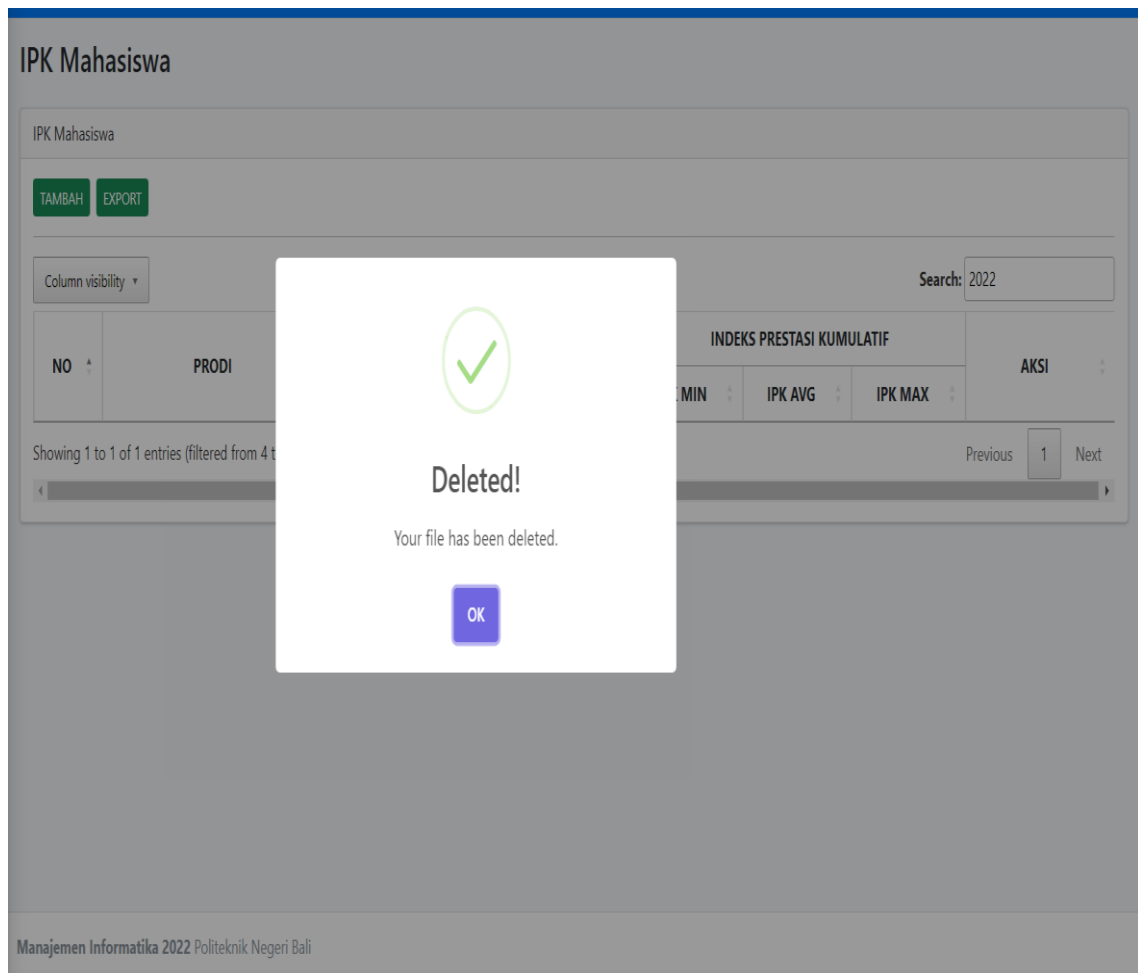 IPK Mahasiswa
IPK Mahasiswa
TAMBAH EXPORT
Column visibility
Search: 2022
NO PRODI INDEKS PRESTASI KUMULATIF AKSI
MIN IPK AVG IPK MAX
Showing 1 to 1 of 1 entries (filtered from 4 t
Previous 1 Next
Deleted!
Your file has been deleted.
OK
Manajemen Informatika 2022 Politeknik Negeri Bali